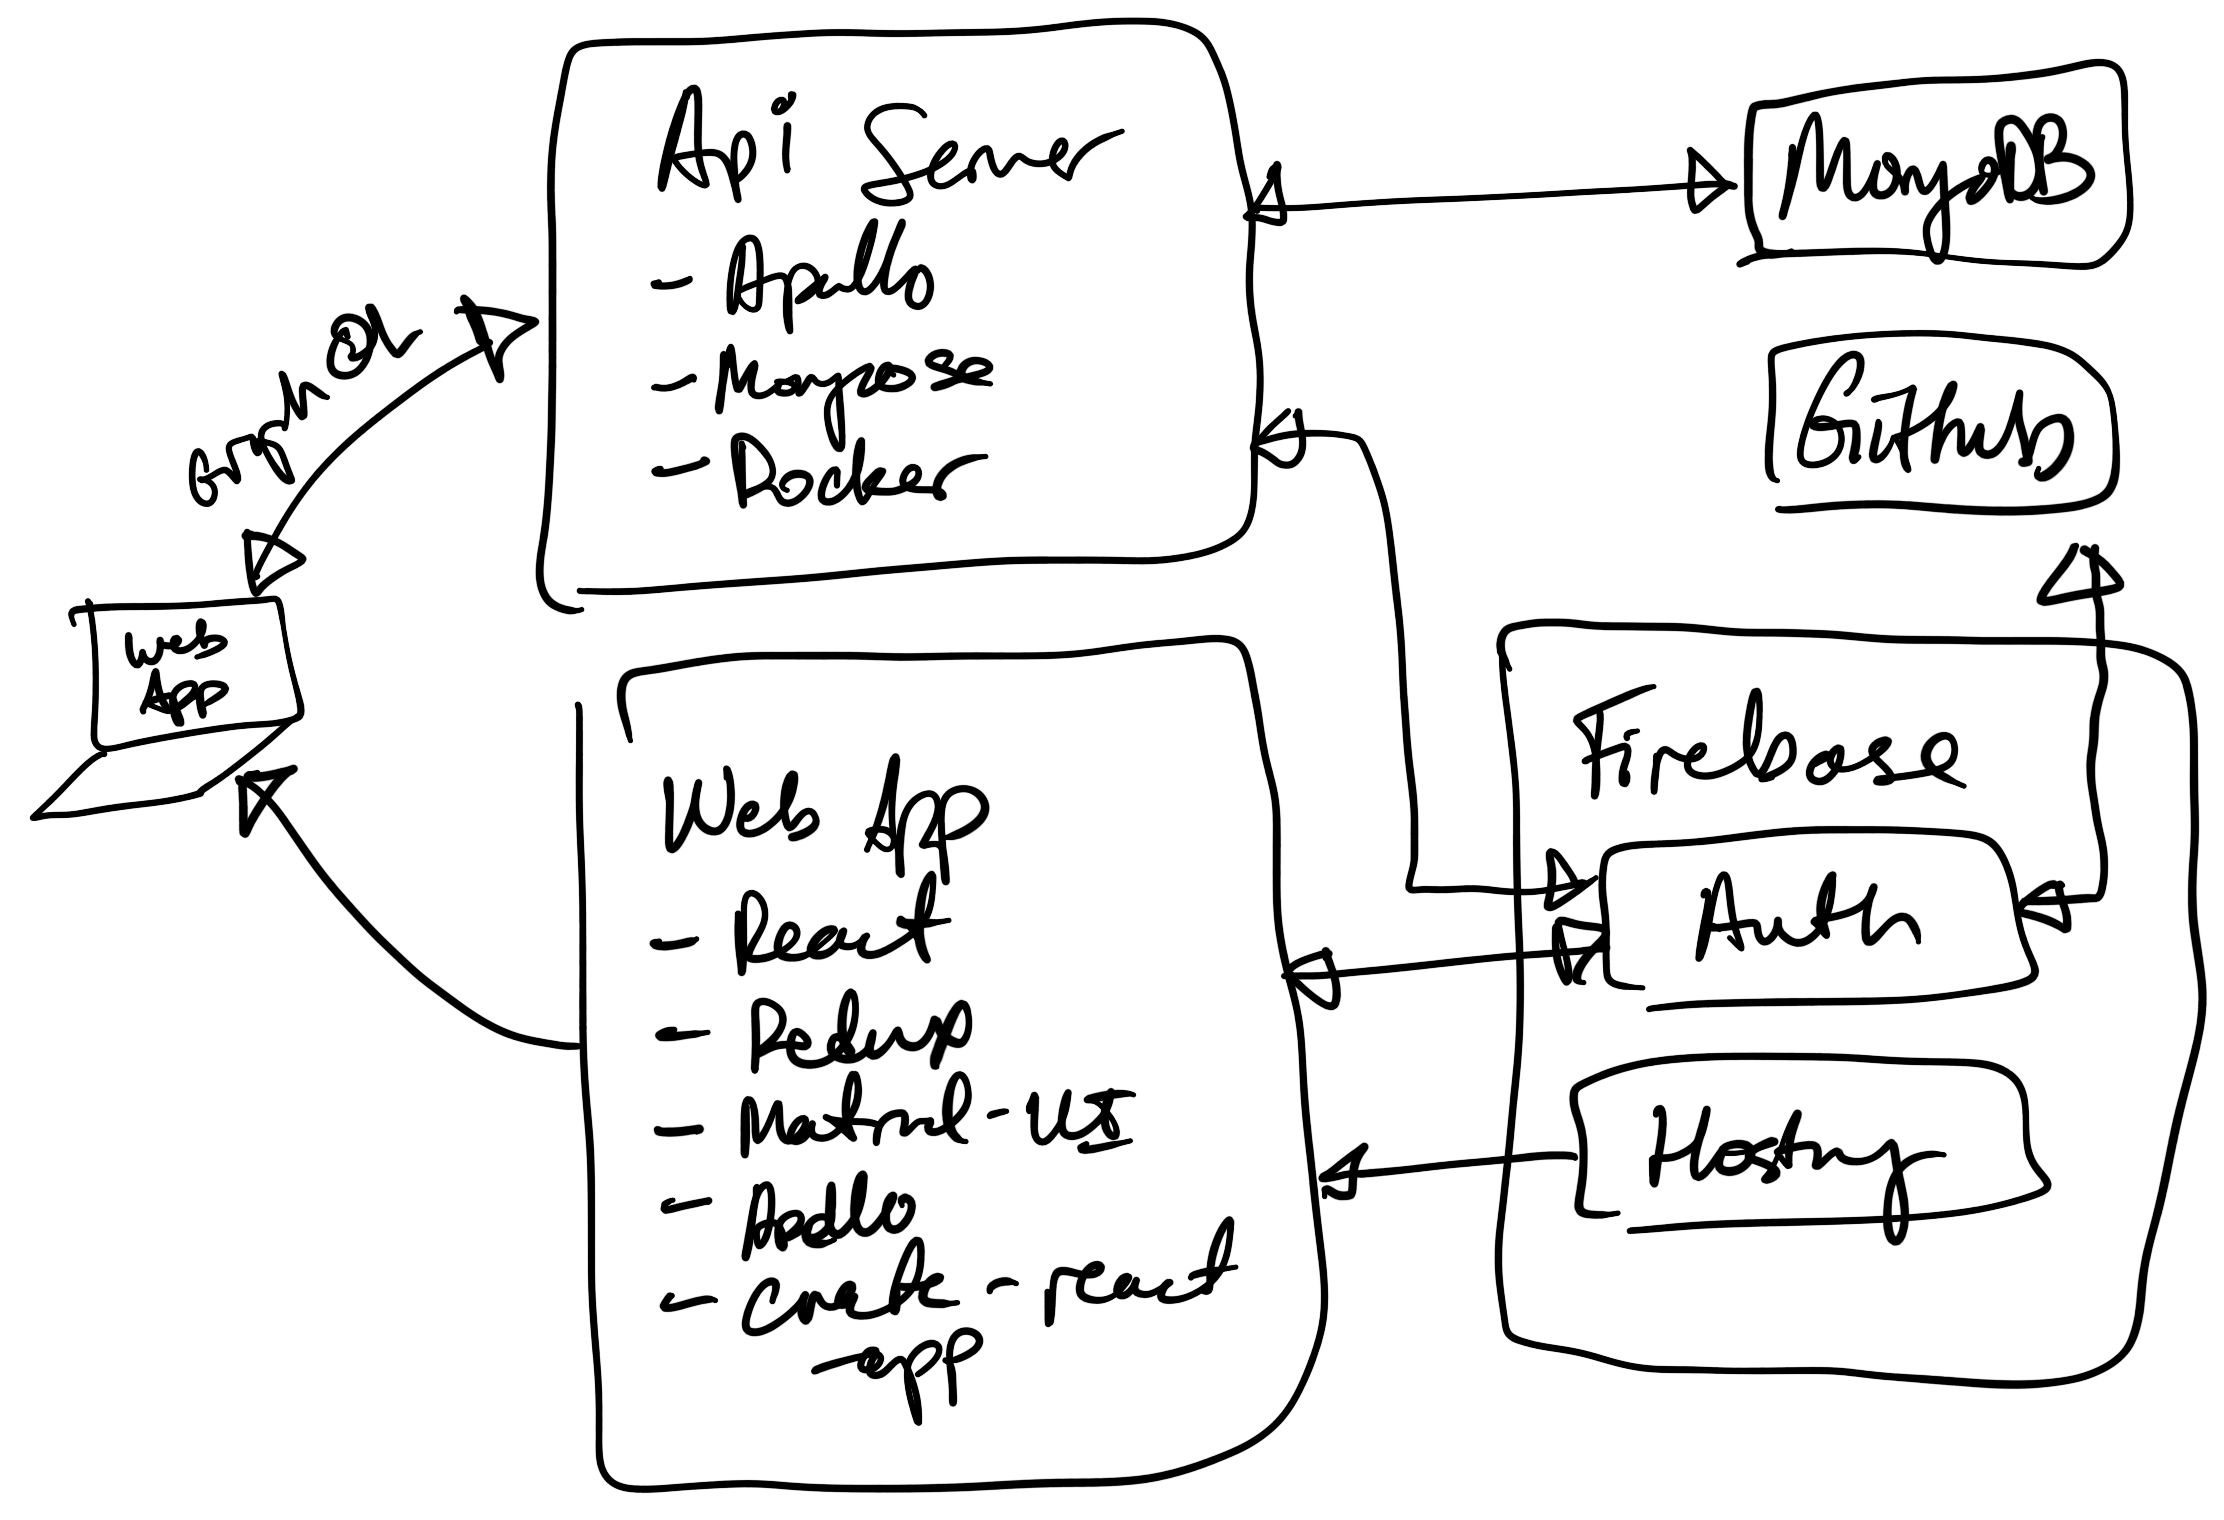 Api Server
- Apollo
- Mongoose
- Docker
MongoDB
Github
GraphQL
Web
App
Web App
- React
- Redux
- Material-UI
- Apollo
- create-react
-app
Firebase
Auth
Hosting